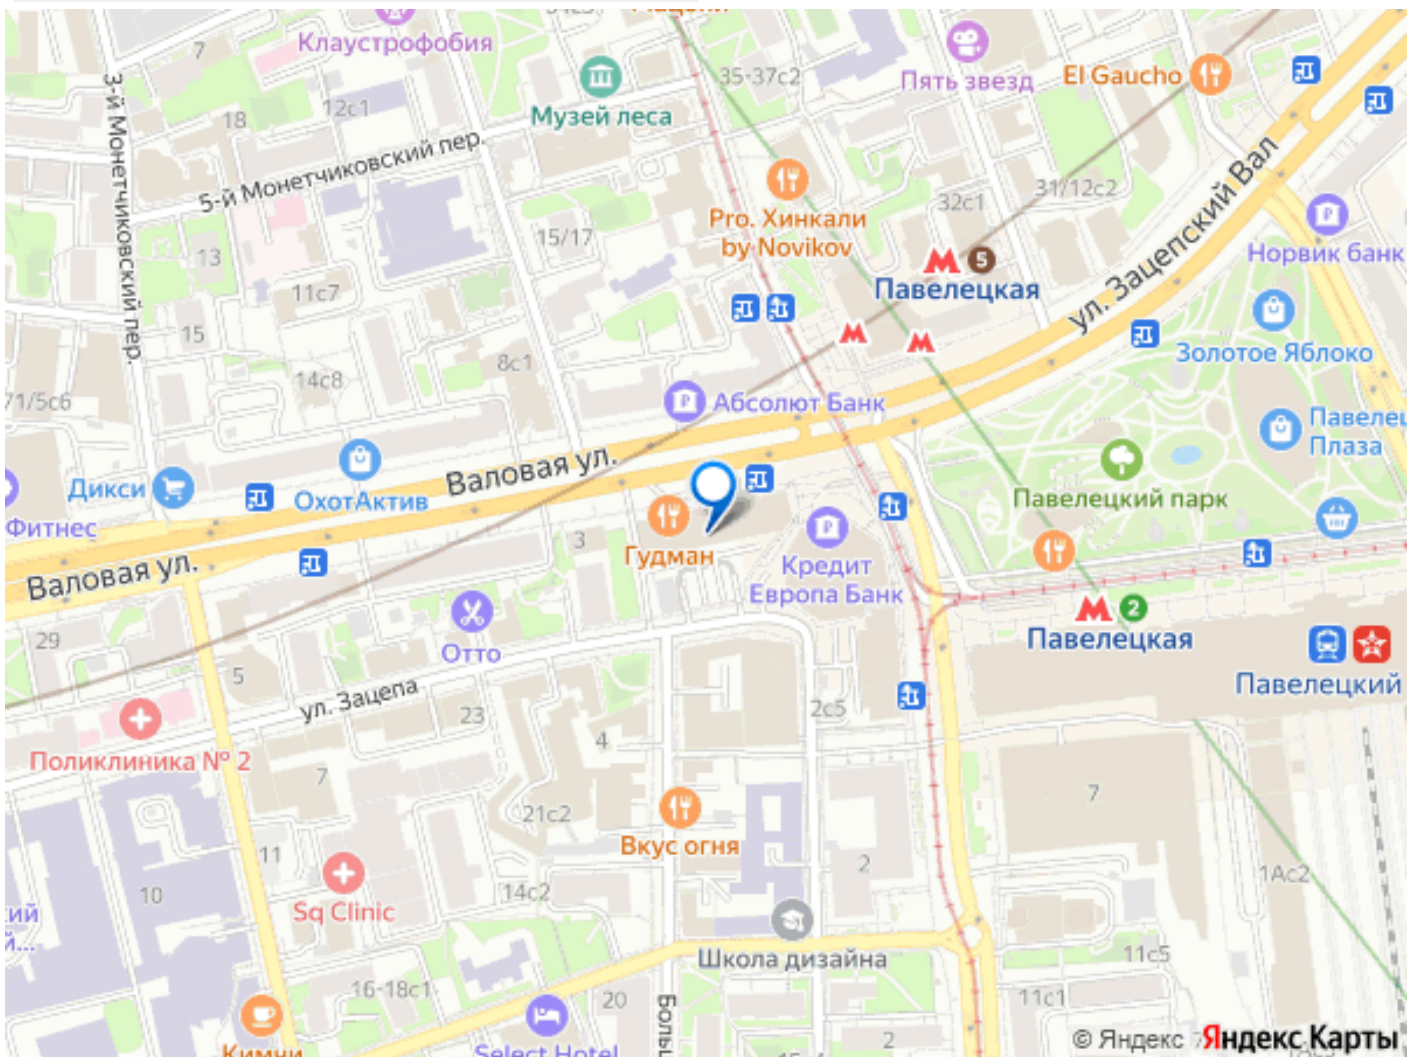 Клаустрофобия
7
12с1
18
3-й Монетчиковский пер.
5-й Монетчиковский пер.
Музей леса
35-37с2
Пять звезд
El Gaucho
31/12с2
32с1
Pro. Хинкали
by Novikov
15/17
13
11с7
15
14с8
8с1
71/5с6
5
Павелецкая
ул. Зацепский Вал
Норвик банк
Золотое Яблоко
Абсолют Банк
Павелец
Плаза
Павелецкий парк
Валовая ул.
Дикси
ОхотАктив
Фитнес
Валовая ул.
Гудман
3
Кредит
Европа Банк
2
Павелецкая
Павелецкий
29
5
Отто
ул. Зацепа
23
2с5
4
7
Поликлиника № 2
21с2
Вкус огня
7
11
10
Sq Clinic
14с2
2
1Ас2
Школа дизайна
11с5
11с1
16-18с1
20
2
Кимчи
Select Hotel
© Яндекс
Яндекс Карты